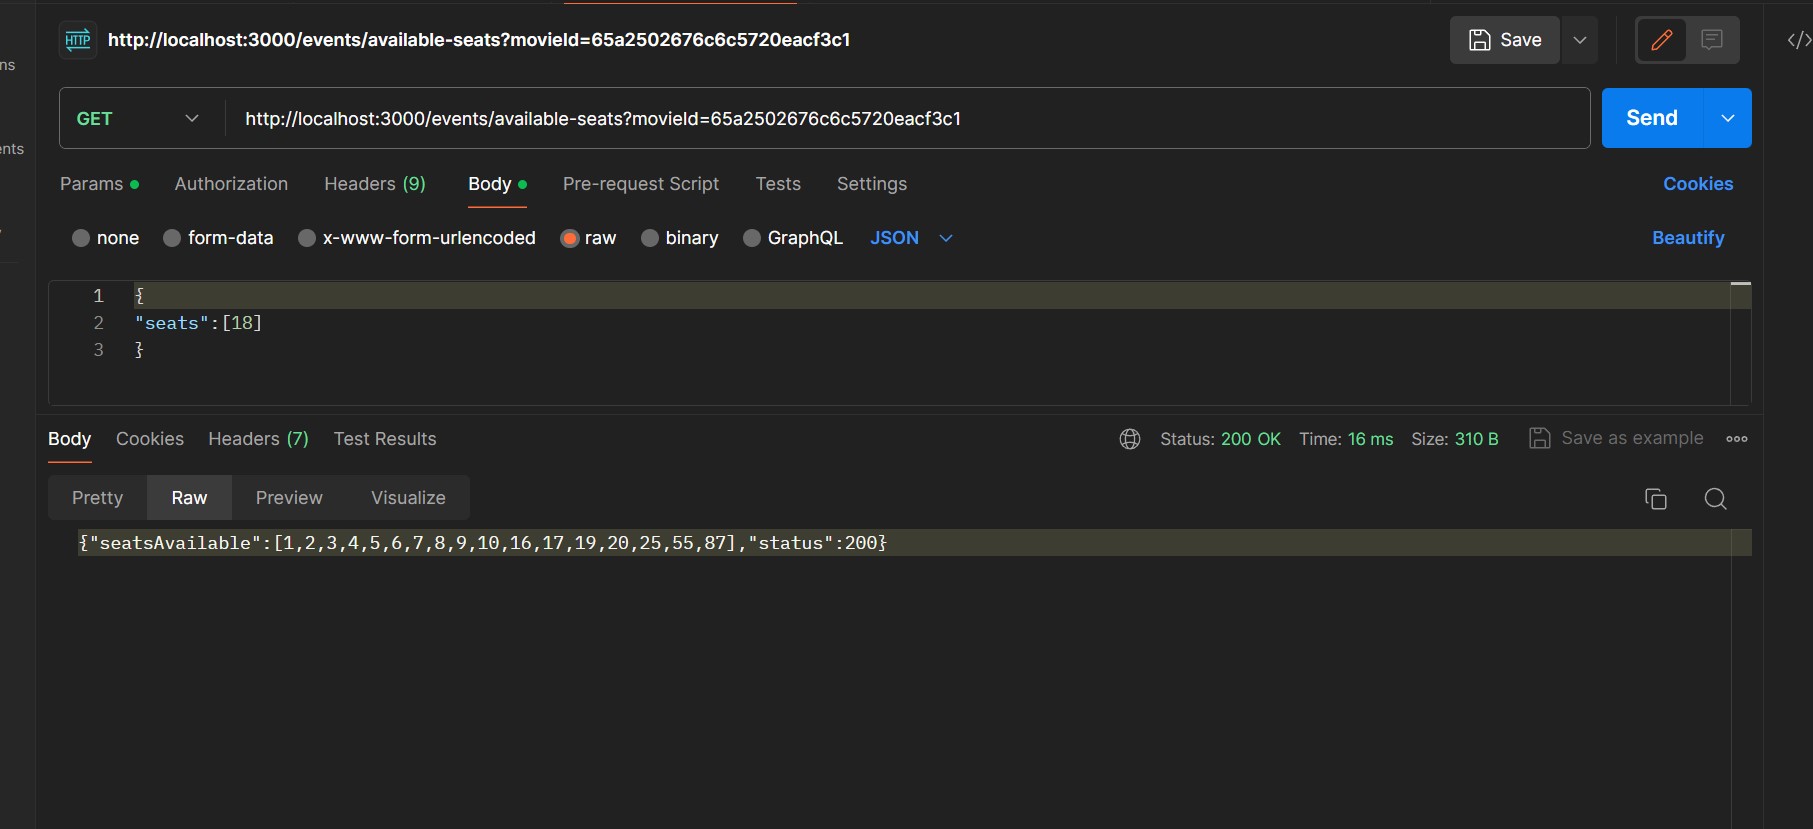 HTTP http://localhost:3000/events/available-seats?movieId=65a2502676c6c5720eacf3c1 Save
GET http://localhost:3000/events/available-seats?movieId=65a2502676c6c5720eacf3c1 Send
Params Authorization Headers (9) Body Pre-request Script Tests Settings Cookies
none form-data x-www-form-urlencoded raw binary GraphQL JSON Beautify
1 {
2 "seats":[18]
3 }
Body Cookies Headers (7) Test Results Status: 200 OK Time: 16 ms Size: 310 B Save as example
Pretty Raw Preview Visualize
{"seatsAvailable":[1,2,3,4,5,6,7,8,9,10,16,17,19,20,25,55,87],"status":200}